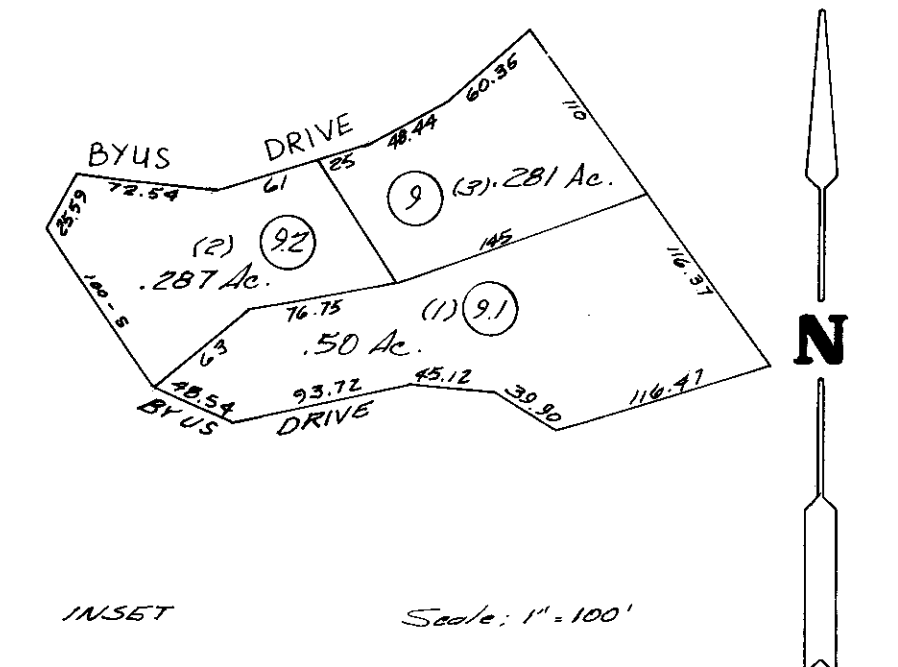 60.35
110
48.44
DRIVE
25
BYUS
72.54
61
9 (3) .281 Ac.
25.59
(2) 9.2
145
.287 Ac.
116.37
100-S
76.75
(1) 9.1
N
63
.50 Ac.
45.12
93.72
48.54
39.90
116.47
BYUS DRIVE
INSET
Scale: 1" = 100'